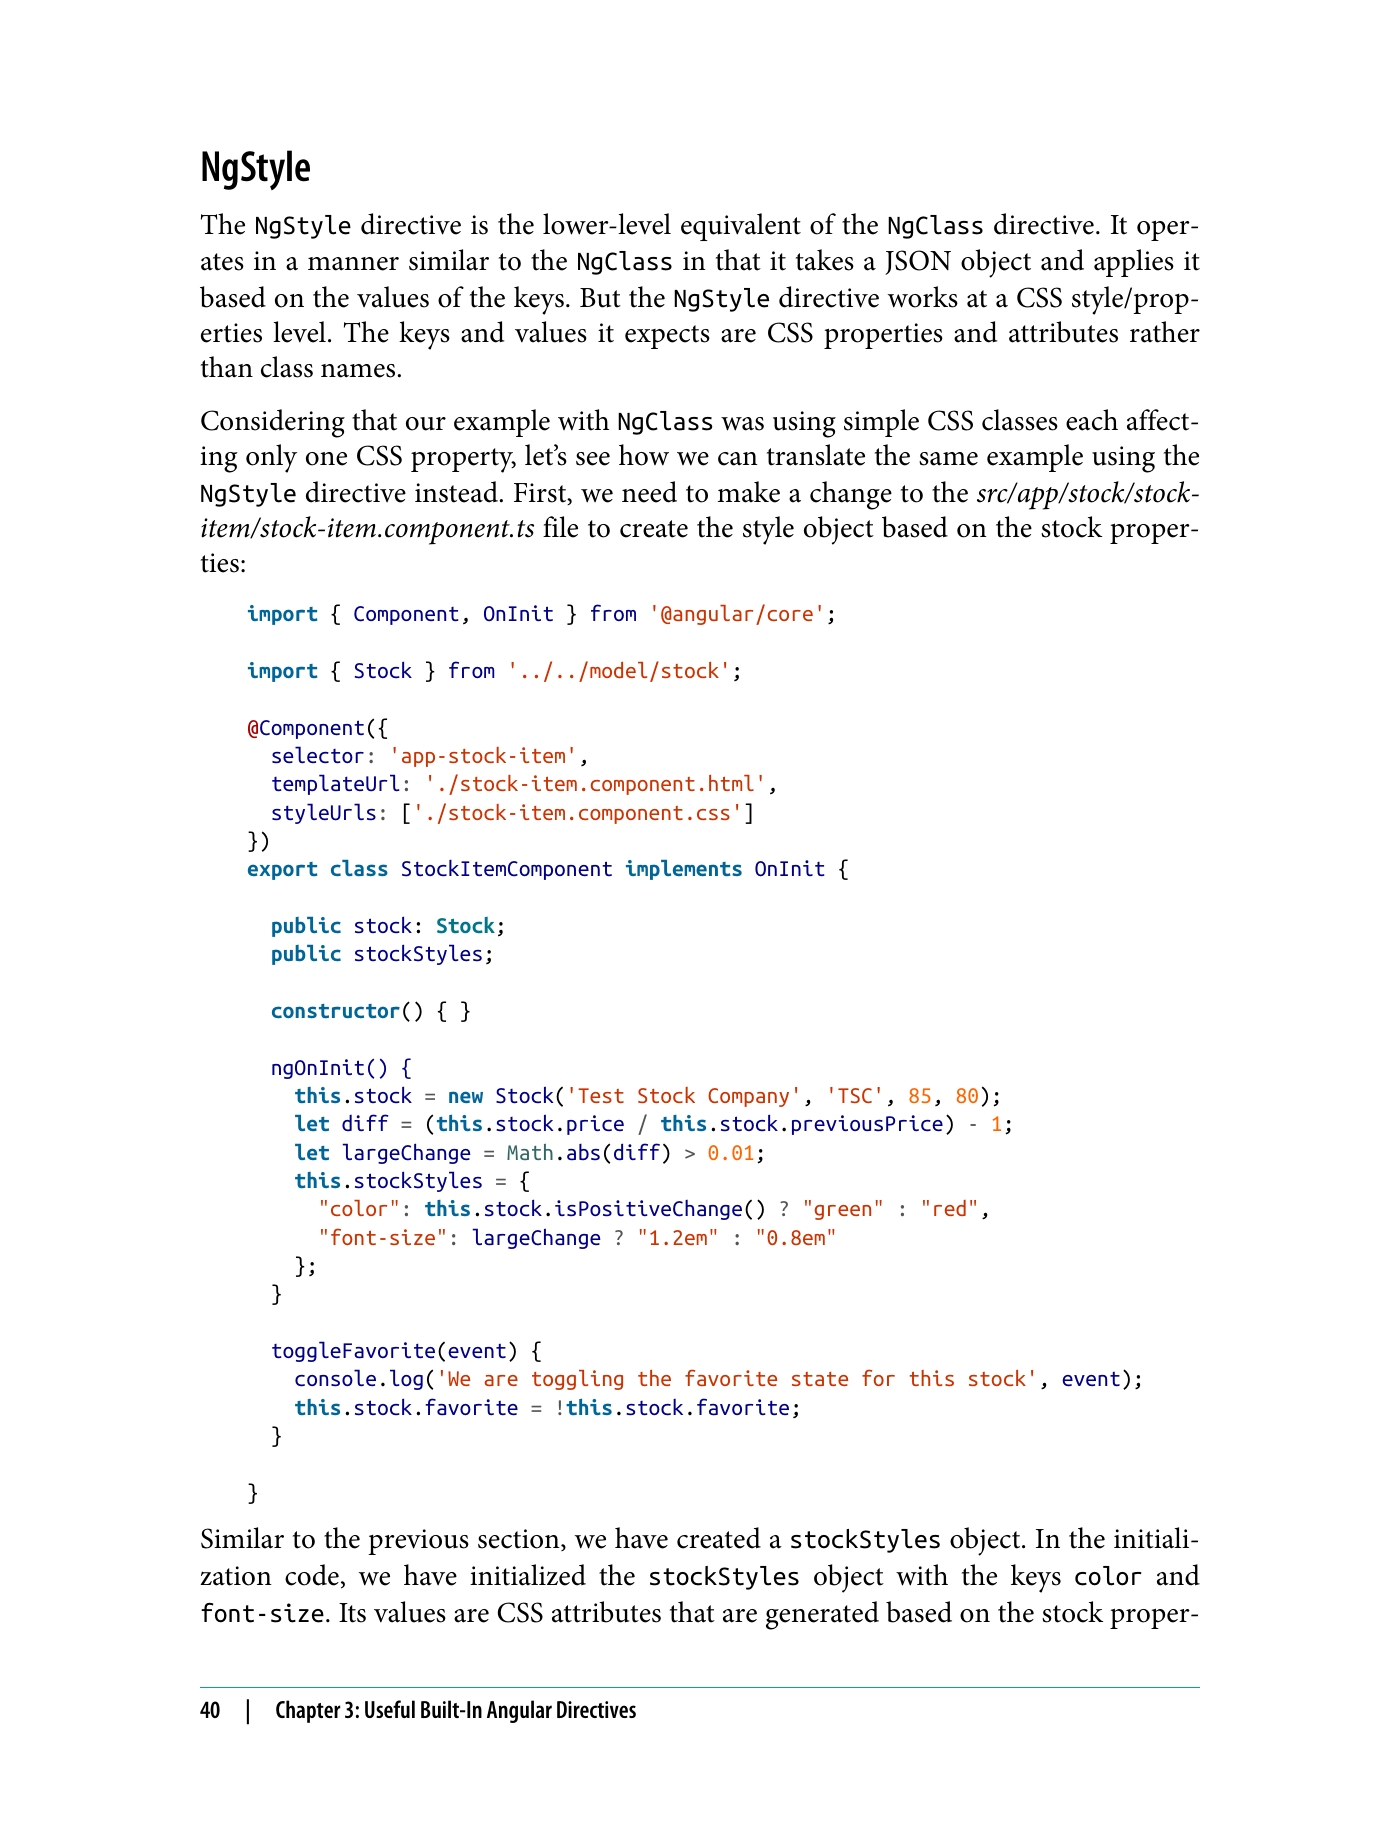 NgStyle
The NgStyle directive is the lower-level equivalent of the NgClass directive. It oper-
ates in a manner similar to the NgClass in that it takes a JSON object and applies it
based on the values of the keys. But the NgStyle directive works at a CSS style/prop-
erties level. The keys and values it expects are CSS properties and attributes rather
than class names.
Considering that our example with NgClass was using simple CSS classes each affect-
ing only one CSS property, let’s see how we can translate the same example using the
NgStyle directive instead. First, we need to make a change to the src/app/stock/stock-
item/stock-item.component.ts file to create the style object based on the stock proper-
ties:
import { Component, OnInit } from '@angular/core';
import { Stock } from '../../model/stock';
@Component({
  selector: 'app-stock-item',
  templateUrl: './stock-item.component.html',
  styleUrls: ['./stock-item.component.css']
})
export class StockItemComponent implements OnInit {
  public stock: Stock;
  public stockStyles;
  constructor() { }
  ngOnInit() {
    this.stock = new Stock('Test Stock Company', 'TSC', 85, 80);
    let diff = (this.stock.price / this.stock.previousPrice) - 1;
    let largeChange = Math.abs(diff) > 0.01;
    this.stockStyles = {
      "color": this.stock.isPositiveChange() ? "green" : "red",
      "font-size": largeChange ? "1.2em" : "0.8em"
    };
  }
  toggleFavorite(event) {
    console.log('We are toggling the favorite state for this stock', event);
    this.stock.favorite = !this.stock.favorite;
  }
}
Similar to the previous section, we have created a stockStyles object. In the initiali-
zation code, we have initialized the stockStyles object with the keys color and
font-size. Its values are CSS attributes that are generated based on the stock proper-
40 | Chapter 3: Useful Built-In Angular Directives